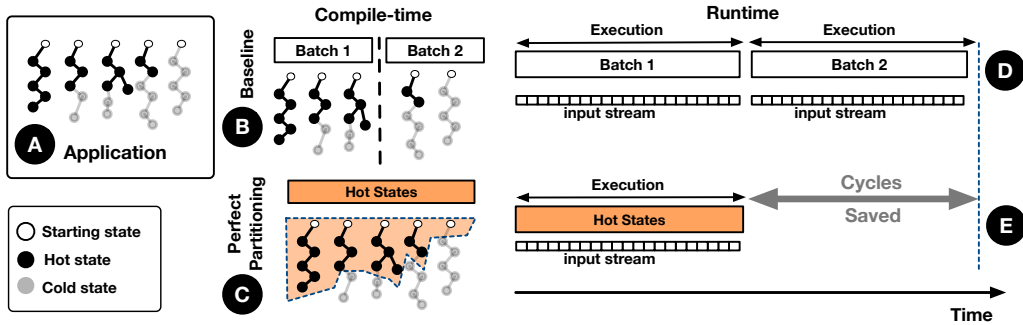 Compile-time
Runtime
A
Application
Baseline
B
Batch 1
Batch 2
Execution
Execution
Batch 1
Batch 2
input stream
input stream
D
Starting state
Hot state
Cold state
Perfect
Partitioning
C
Hot States
Execution
Hot States
input stream
Cycles
Saved
E
Time